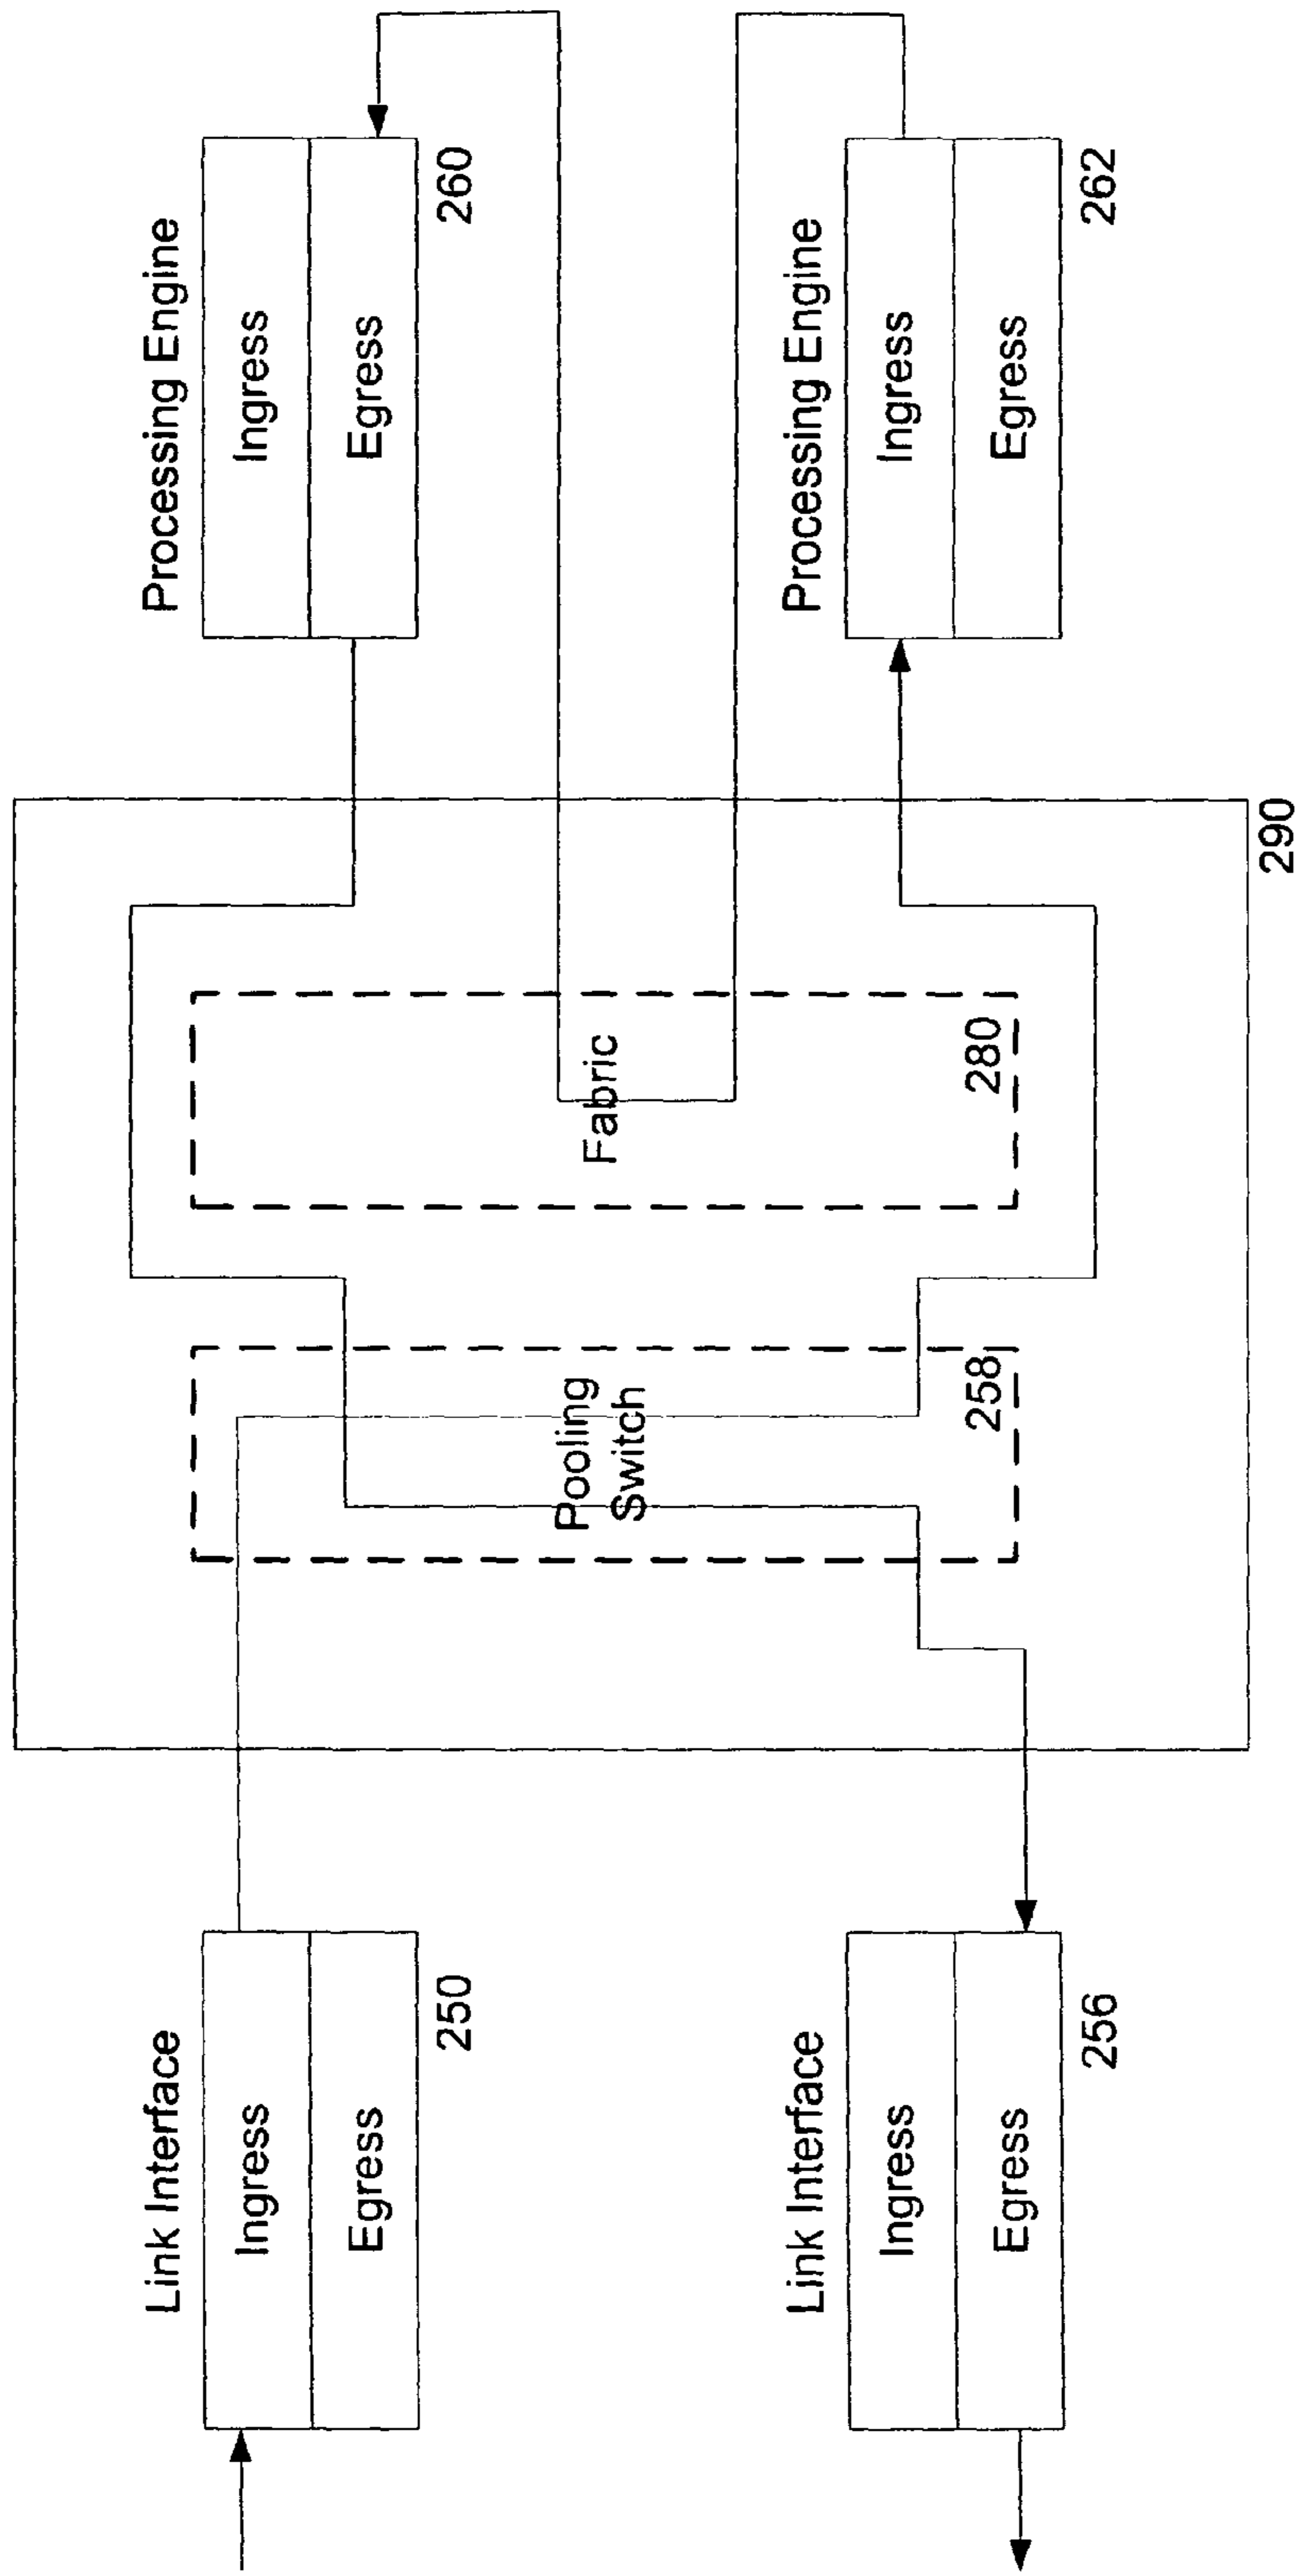 Link Interface
Ingress
Egress
250
Link Interface
Ingress
Egress
256
Pooling
Switch
258
Fabric
280
290
Processing Engine
Ingress
Egress
260
Processing Engine
Ingress
Egress
262